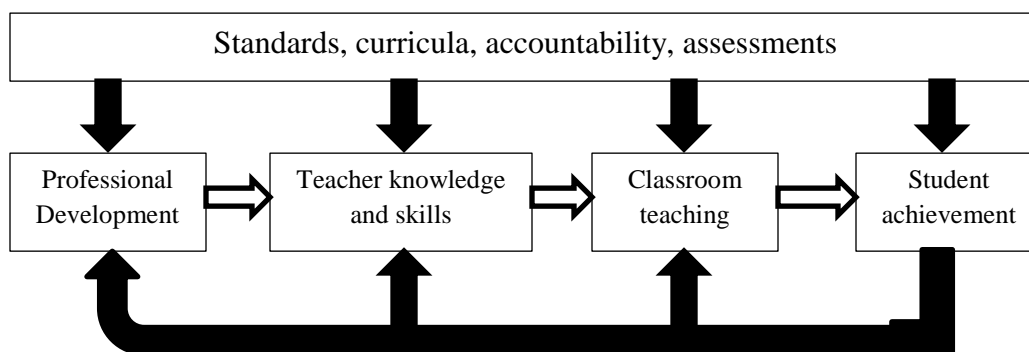 Standards, curricula, accountability, assessments
Professional
Development
Teacher knowledge
and skills
Classroom
teaching
Student
achievement